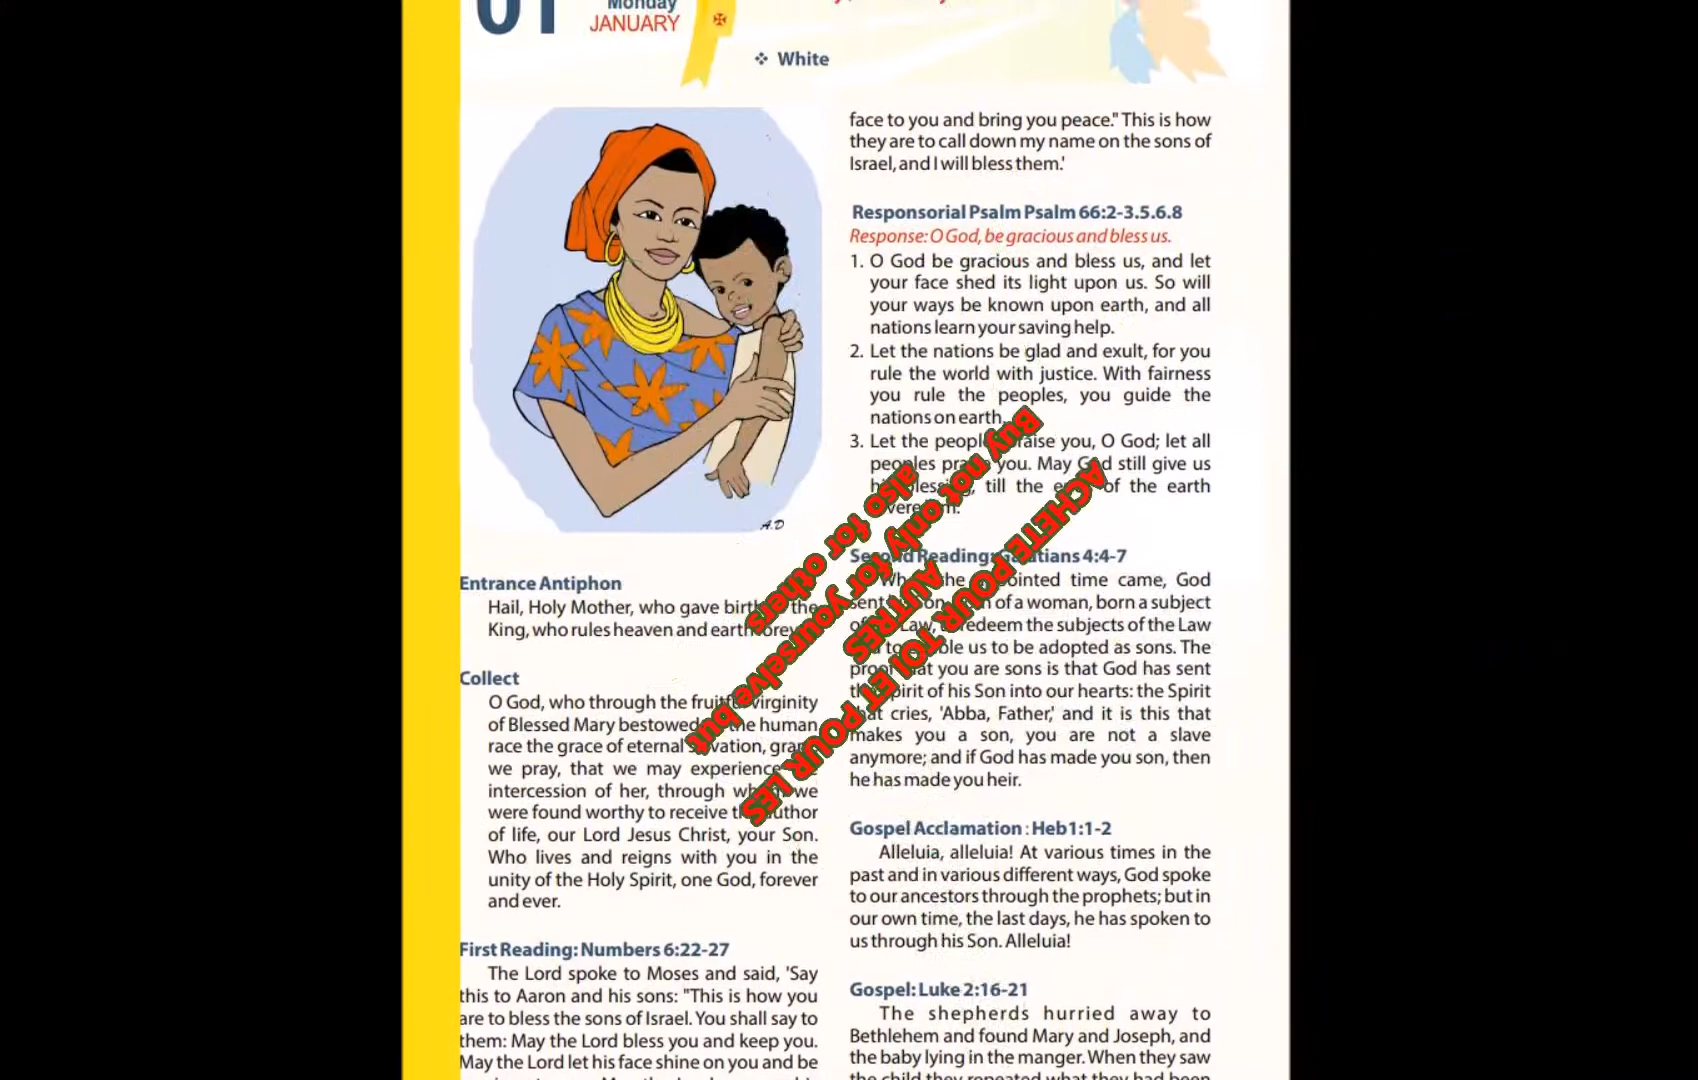 01
Monday
JANUARY
❖ White
A.D
Entrance Antiphon
Hail, Holy Mother, who gave birth the
King, who rules heaven and earth
Collect
O God, who through the virginity
of Blessed Mary bestowed the human
race the grace of eternal
we pray, that we may experience
intercession of her, through we
were found worthy to receive
of life, our Lord Jesus Christ, your Son.
Who lives and reigns with you in the
unity of the Holy Spirit, one God, forever
and ever.
First Reading: Numbers 6:22-27
The Lord spoke to Moses and said, 'Say
this to Aaron and his sons: "This is how you
are to bless the sons of Israel. You shall say to
them: May the Lord bless you and keep you.
May the Lord let his face shine on you and be
face to you and bring you peace." This is how
they are to call down my name on the sons of
Israel, and I will bless them.'
Responsorial Psalm Psalm 66:2-3.5.6.8
Response: O God, be gracious and bless us.
1. O God be gracious and bless us, and let
your face shed its light upon us. So will
your ways be known upon earth, and all
nations learn your saving help.
2. Let the nations be glad and exult, for you
rule the world with justice. With fairness
you rule the peoples, you guide the
nations on earth.
3. Let the people you, O God; let all
peoples you. May God still give us
till the of the earth
Second Reading: Galatians 4:4-7
time came, God
sent of a woman, born a subject
Law, redeem the subjects of the Law
us to be adopted as sons. The
you are sons is that God has sent
of his Son into our hearts: the Spirit
that cries, 'Abba, Father,' and it is this that
makes you a son, you are not a slave
anymore; and if God has made you son, then
he has made you heir.
Gospel Acclamation : Heb1:1-2
Alleluia, alleluia! At various times in the
past and in various different ways, God spoke
to our ancestors through the prophets; but in
our own time, the last days, he has spoken to
us through his Son. Alleluia!
Gospel: Luke 2:16-21
The shepherds hurried away to
Bethlehem and found Mary and Joseph, and
the baby lying in the manger. When they saw
the child they repeated what they had been
Buy not only for yourselve but
also for others
ACHETE POUR TOI ET POUR LES
AUTRES